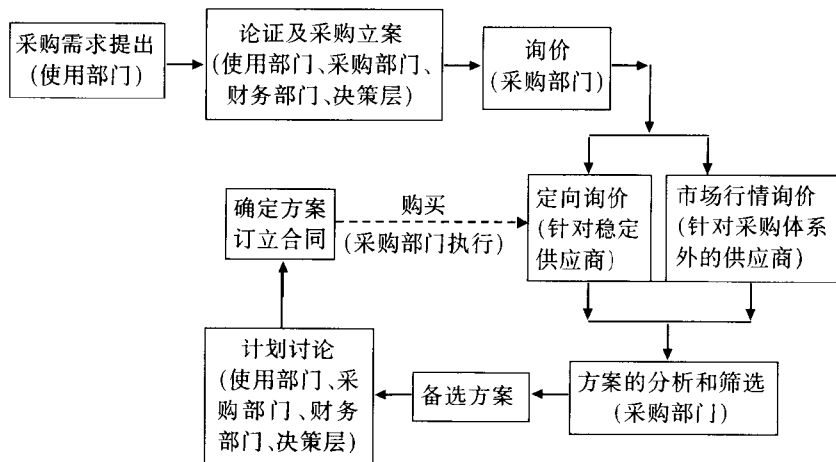 采购需求提出
(使用部门)
论证及采购立案
(使用部门、采购部门、
财务部门、决策层)
询价
(采购部门)
定向询价
(针对稳定
供应商)
市场行情询价
(针对采购体系
外的供应商)
方案的分析和筛选
(采购部门)
备选方案
计划讨论
(使用部门、采
购部门、财务
部门、决策层)
确定方案
订立合同
购买
(采购部门执行)